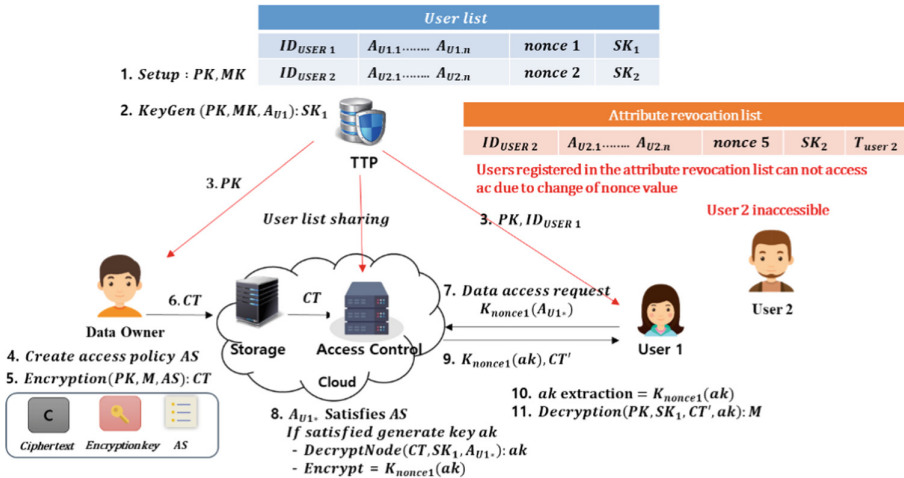 User list
ID_USER 1 A_U1.1........ A_U1.n nonce 1 SK_1
ID_USER 2 A_U2.1........ A_U2.n nonce 2 SK_2
1. Setup : PK, MK
2. KeyGen (PK, MK, A_U1): SK_1
TTP
Attribute revocation list
ID_USER 2 A_U2.1........ A_U2.n nonce 5 SK_2 T_user 2
Users registered in the attribute revocation list can not access
ac due to change of nonce value
3. PK
User list sharing
3. PK, ID_USER 1
User 2 inaccessible
User 2
6. CT
CT
7. Data access request
K_nonce1(A_U1*)
Data Owner
Storage
Access Control
Cloud
User 1
9. K_nonce1(ak), CT'
4. Create access policy AS
5. Encryption(PK, M, AS): CT
C
Ciphertext Encryptionkey AS
8. A_U1* Satisfies AS
If satisfied generate key ak
- DecryptNode(CT, SK_1, A_U1*): ak
- Encrypt = K_nonce1(ak)
10. ak extraction = K_nonce1(ak)
11. Decryption(PK, SK_1, CT', ak): M